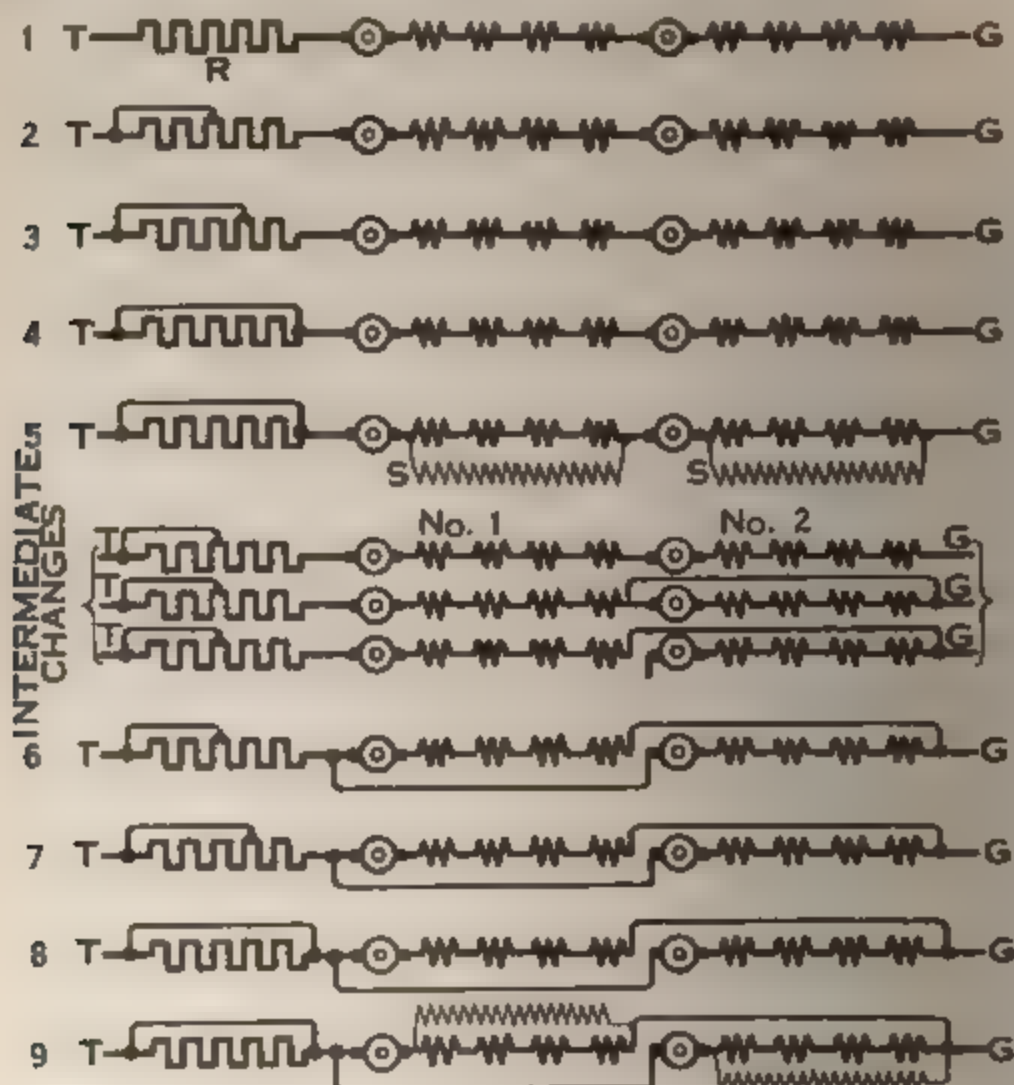 1 T R G
2 T G
3 T G
4 T G
5 T S S G
INTERMEDIATE
CHANGES
No. 1 No. 2
T G
T G
T G
6 T G
7 T G
8 T G
9 T G